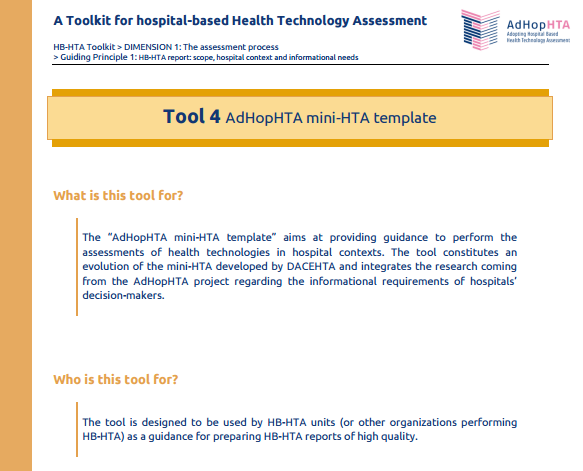 A Toolkit for hospital-based Health Technology Assessment
AdHopHTA
Adopting Hospital Based
Health Technology Assessment
HB-HTA Toolkit > DIMENSION 1: The assessment process
> Guiding Principle 1: HB-HTA report: scope, hospital context and informational needs
Tool 4 AdHopHTA mini-HTA template
What is this tool for?
The “AdHopHTA mini-HTA template” aims at providing guidance to perform the
assessments of health technologies in hospital contexts. The tool constitutes an
evolution of the mini-HTA developed by DACEHTA and integrates the research coming
from the AdHopHTA project regarding the informational requirements of hospitals’
decision-makers.
Who is this tool for?
The tool is designed to be used by HB-HTA units (or other organizations performing
HB-HTA) as a guidance for preparing HB-HTA reports of high quality.